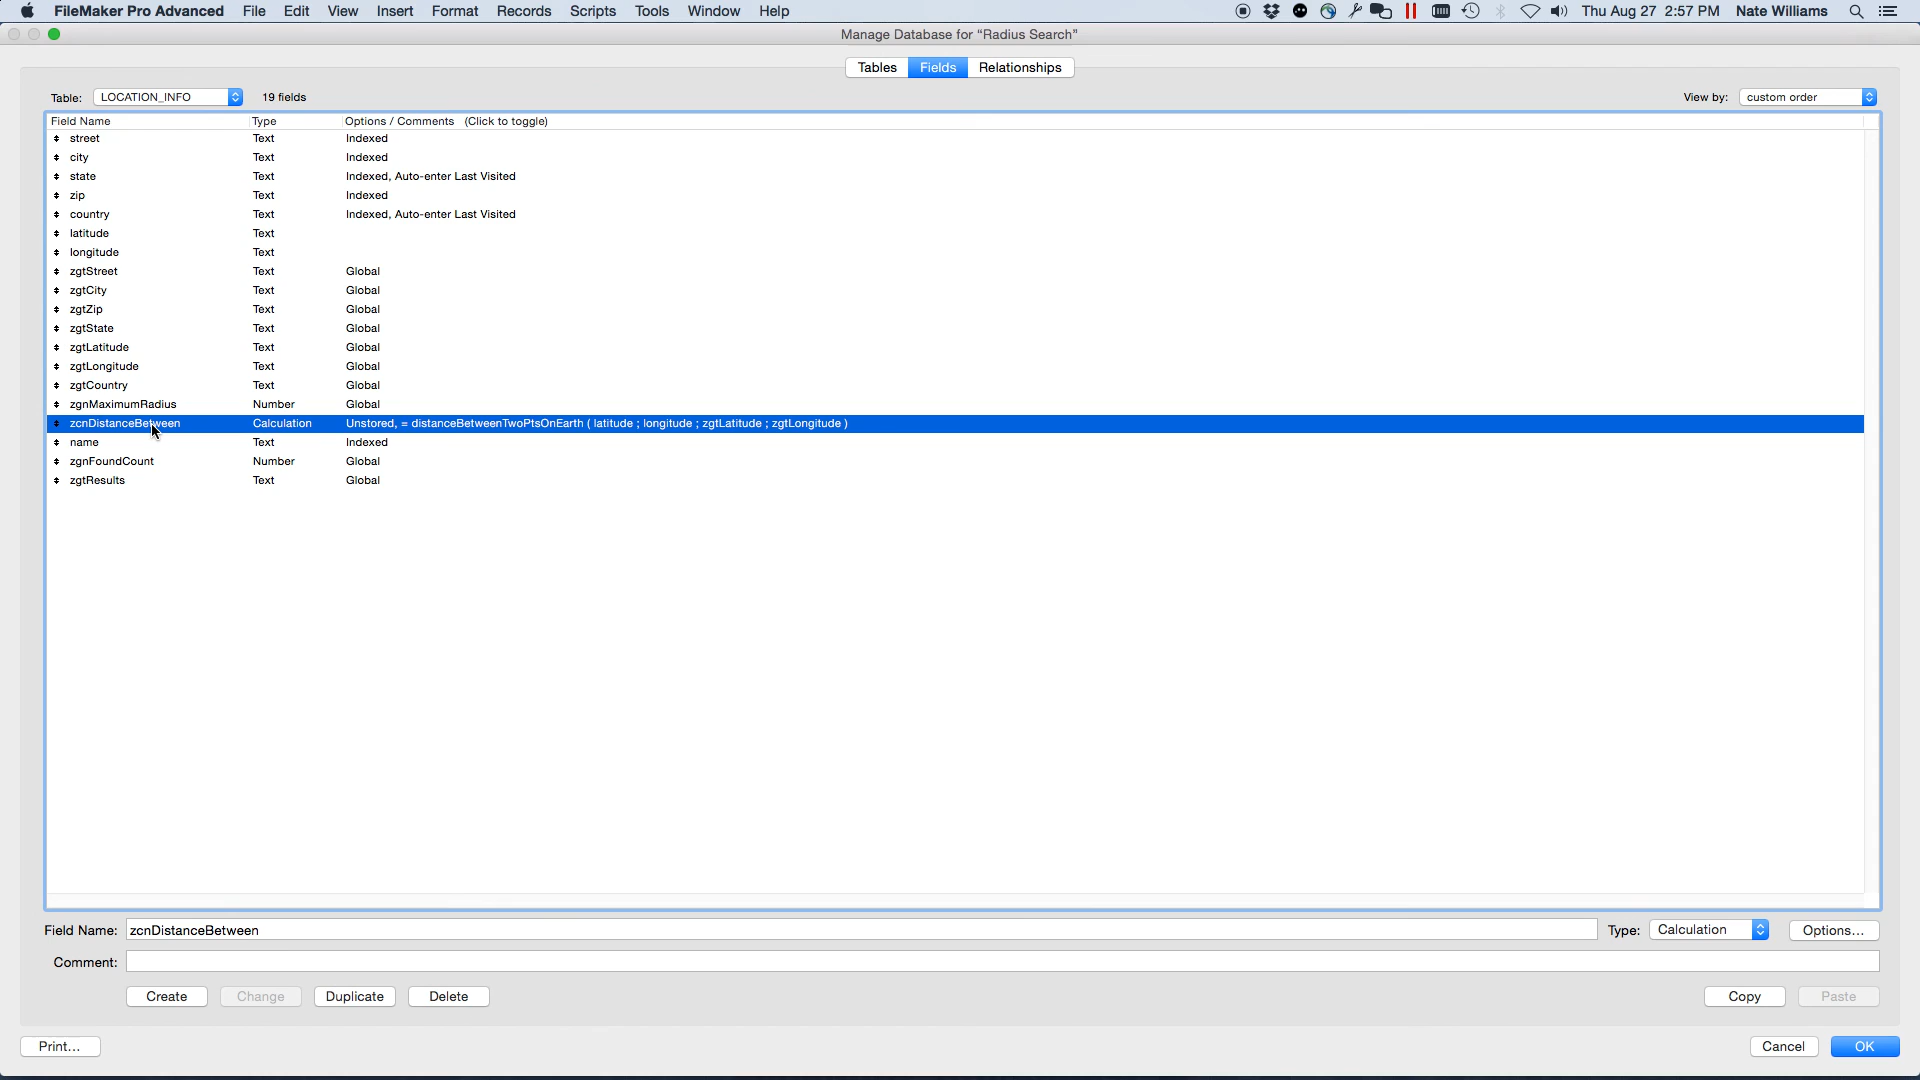 FileMaker Pro Advanced File Edit View Insert Format Records Scripts Tools Window Help Thu Aug 27 2:57 PM Nate Williams
Manage Database for “Radius Search”
Tables Fields Relationships
Table: LOCATION_INFO 19 fields View by: custom order
Field Name Type Options / Comments (Click to toggle)
street Text Indexed
city Text Indexed
state Text Indexed, Auto-enter Last Visited
zip Text Indexed
country Text Indexed, Auto-enter Last Visited
latitude Text
longitude Text
zgtStreet Text Global
zgtCity Text Global
zgtZip Text Global
zgtState Text Global
zgtLatitude Text Global
zgtLongitude Text Global
zgtCountry Text Global
zgnMaximumRadius Number Global
zcnDistanceBetween Calculation Unstored, = distanceBetweenTwoPtsOnEarth ( latitude ; longitude ; zgtLatitude ; zgtLongitude )
name Text Indexed
zgnFoundCount Number Global
zgtResults Text Global
Field Name: zcnDistanceBetween Type: Calculation Options...
Comment:
Create Change Duplicate Delete Copy Paste
Print... Cancel OK